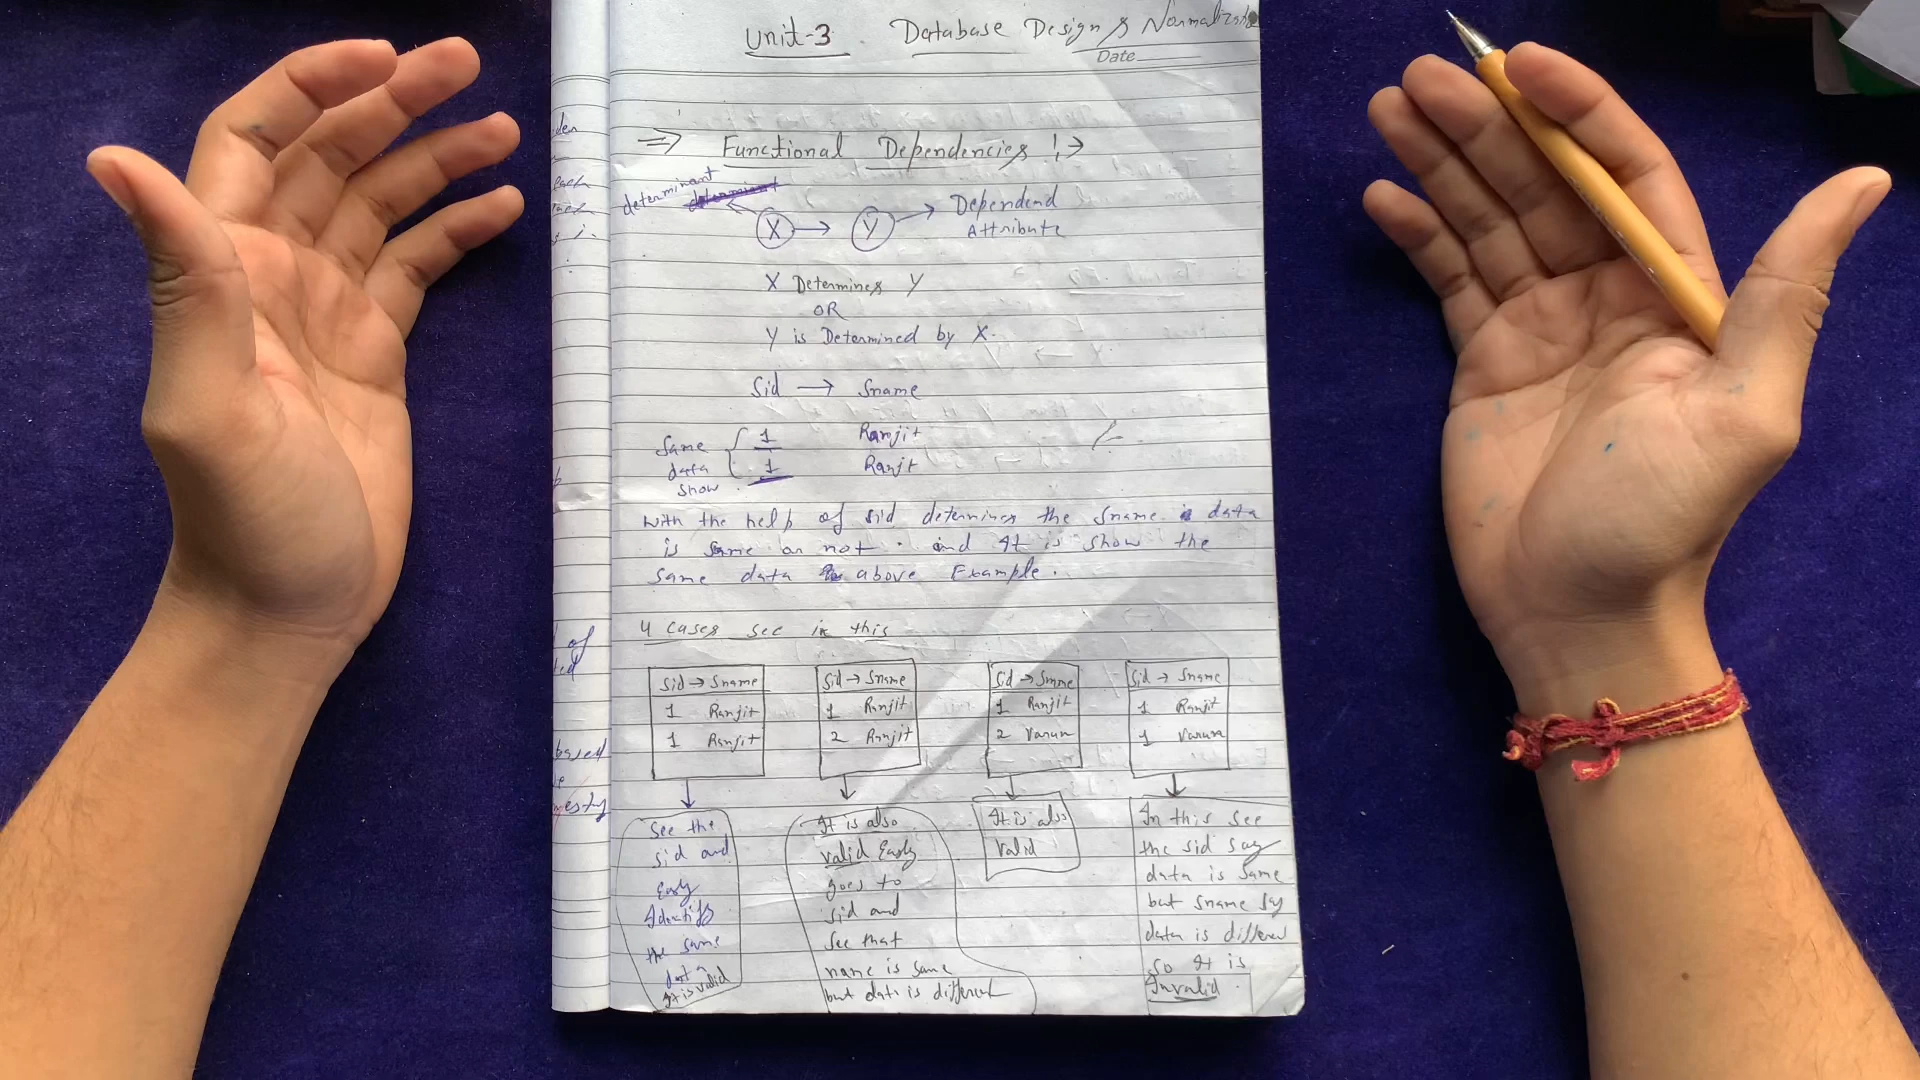 Unit-3. Database Design & Normalizatio
Date
=> Functional Dependencies :→
determinant
X → Y → Dependend
Attribute
X Determines Y
OR
Y is Determined by X.
Sid → Sname
Same { 1 Ramjit
data 1 Ranjt
show.
With the help of sid determines the Sname data
is same or not. and It is show the
same data above Example.
4 cases see in this
Sid → Sname
1 Ranjit
1 Ranjit
Sid → Sname
1 Ranjit
2 Ranjit
Sid → Sname
1 Ranjit
2 Varun
Sid → Sname
1 Ranjit
1 Varun
See the
sid and
Easly
Identify
the same
data
It is valid
It is also
valid Easly
goes to
sid and
See that
name is same
but data is different
It is also
Valid
In this see
the sid say
data is same
but sname say
data is differen
So It is
Invalid.